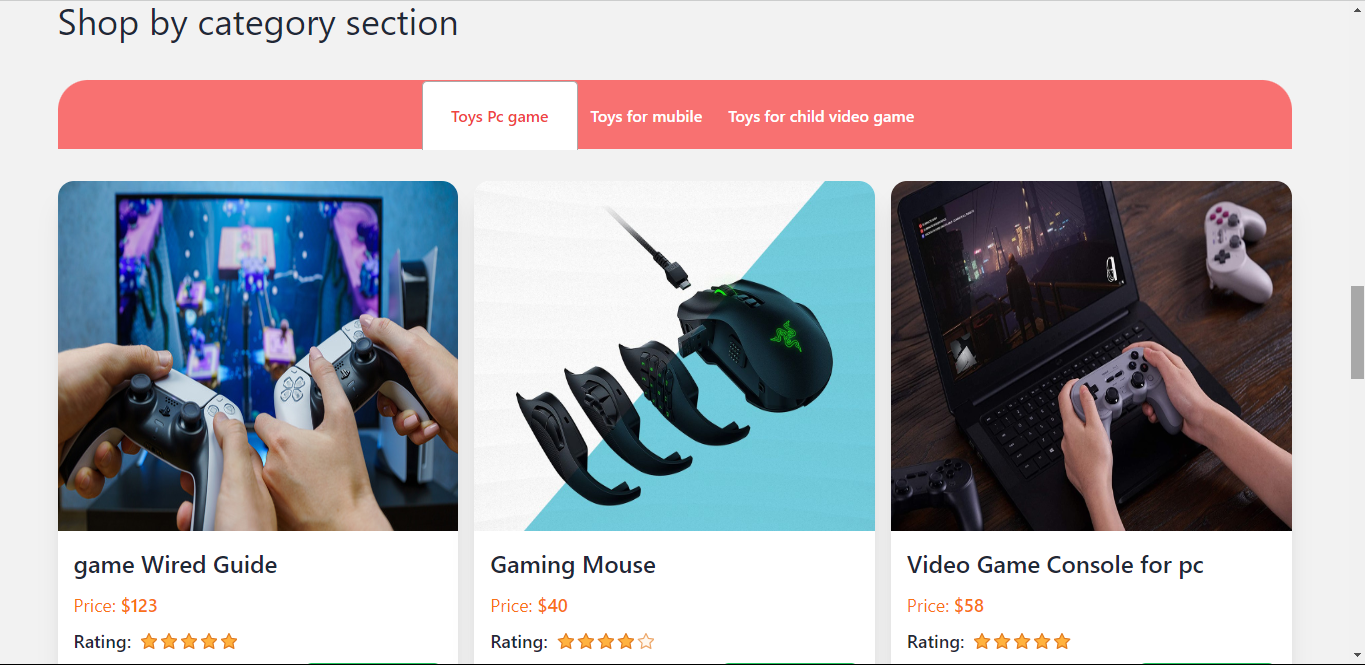 Shop by category section
Toys Pc game
Toys for mubile
Toys for child video game
game Wired Guide
Gaming Mouse
Video Game Console for pc
Price: $123
Price: $40
Price: $58
Rating:
Rating:
Rating: